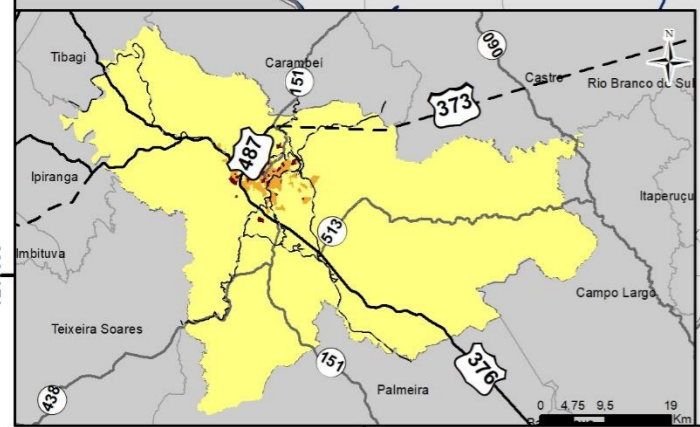 Tibagi
Carambeí
151
090
N
Castro
Rio Branco do Sul
373
487
Ipiranga
Itaperuçu
513
Imbituva
Campo Largo
Teixeira Soares
151
376
438
Palmeira
0 4,75 9,5 19
Km